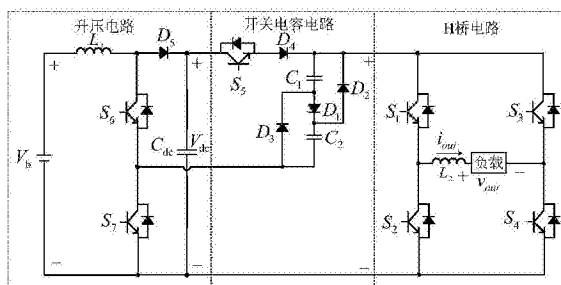 升压电路
开关电容电路
H桥电路
+ L D5 + D4 +
S5
C1 D2
S6 D1 S1 S3
D3
Cdc Vdc C2 iout
Vin L2 + 负载 −
vout
S7 S2 S4
− − −